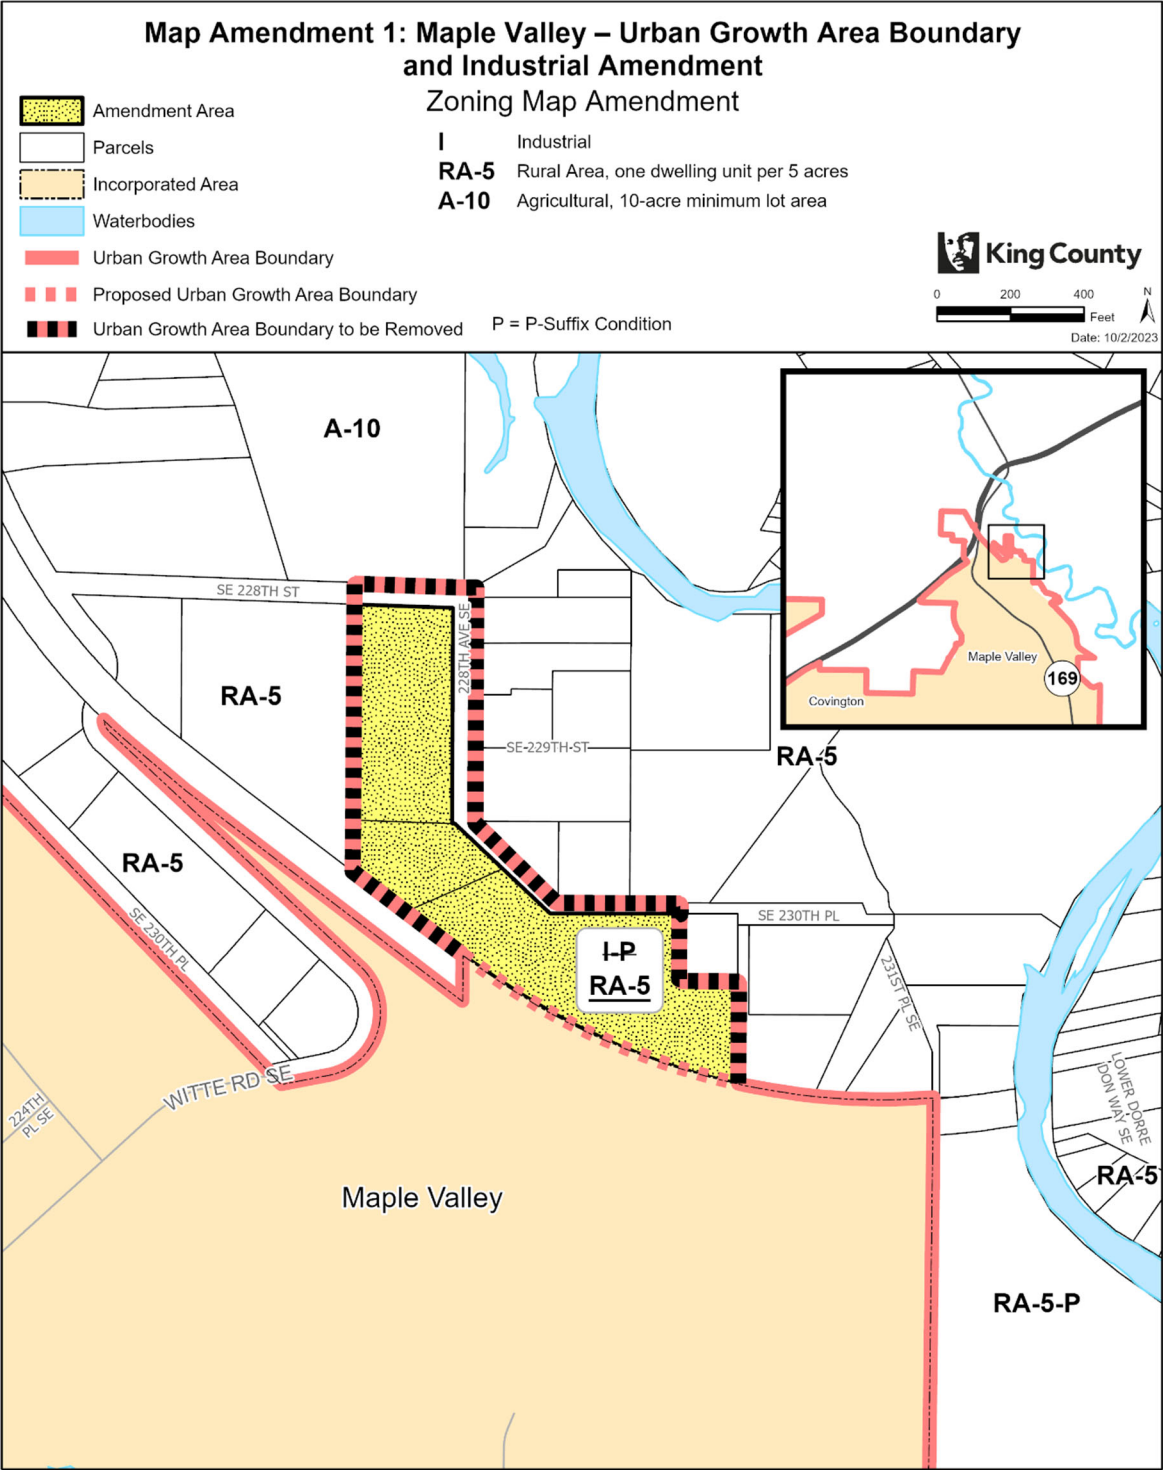 Map Amendment 1: Maple Valley – Urban Growth Area Boundary
and Industrial Amendment
Zoning Map Amendment
Amendment Area
Parcels
Incorporated Area
Waterbodies
Urban Growth Area Boundary
Proposed Urban Growth Area Boundary
Urban Growth Area Boundary to be Removed
I Industrial
RA-5 Rural Area, one dwelling unit per 5 acres
A-10 Agricultural, 10-acre minimum lot area
P = P-Suffix Condition
King County
0 200 400
Feet
N
Date: 10/2/2023
A-10
SE 228TH ST
228TH AVE SE
RA-5
SE 229TH ST
Maple Valley
169
Covington
RA-5
RA-5
SE 230TH PL
SE 230TH PL
I-P
RA-5
231ST PL SE
WITTE RD SE
224TH
PL SE
LOWER DORRE
DON WAY SE
RA-5
Maple Valley
RA-5-P